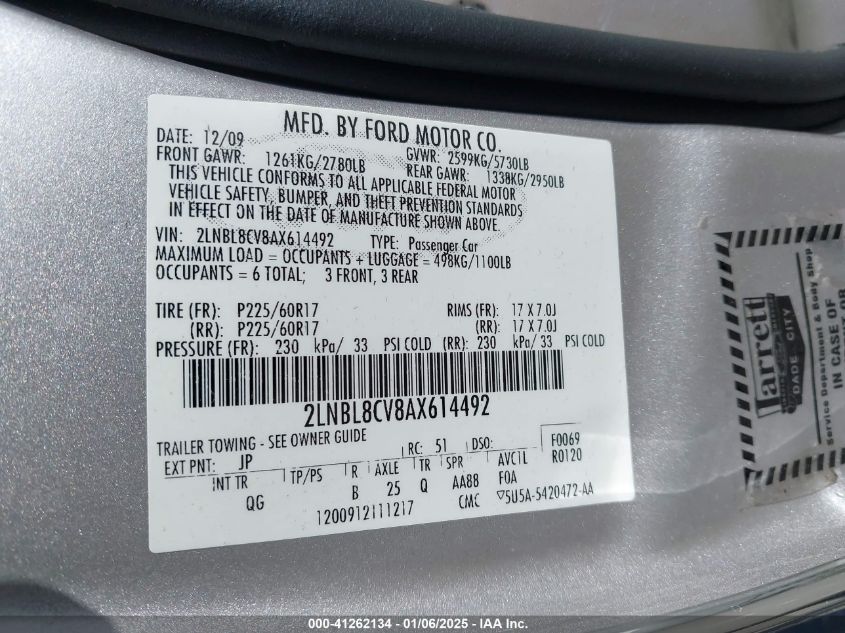 MFD. BY FORD MOTOR CO.
DATE: 12/09 GVWR: 2599KG/5730LB
FRONT GAWR: 1261KG/2780LB REAR GAWR: 1338KG/2950LB
THIS VEHICLE CONFORMS TO ALL APPLICABLE FEDERAL MOTOR
VEHICLE SAFETY, BUMPER, AND THEFT PREVENTION STANDARDS
IN EFFECT ON THE DATE OF MANUFACTURE SHOWN ABOVE.
VIN: 2LNBL8CV8AX614492 TYPE: Passenger Car
MAXIMUM LOAD = OCCUPANTS + LUGGAGE = 498KG/1100LB
OCCUPANTS = 6 TOTAL; 3 FRONT, 3 REAR
TIRE (FR): P225/60R17 RIMS (FR): 17 X 7.0J
(RR): P225/60R17 (RR): 17 X 7.0J
PRESSURE (FR): 230 kPa/ 33 PSI COLD (RR): 230 kPa/ 33 PSI COLD
2LNBL8CV8AX614492
TRAILER TOWING - SEE OWNER GUIDE
EXT PNT: JP RC: 51 DSO: F0069
R0120
INT TR TP/PS R AXLE TR SPR AVCIL
QG B 25 Q AA88 FOA
1200912111217 CMC ▽5U5A-5420472-AA
Jarrett
DADE CITY
Service Department & Body Shop
IN CASE OF
000-41262134 - 01/06/2025 - IAA Inc.